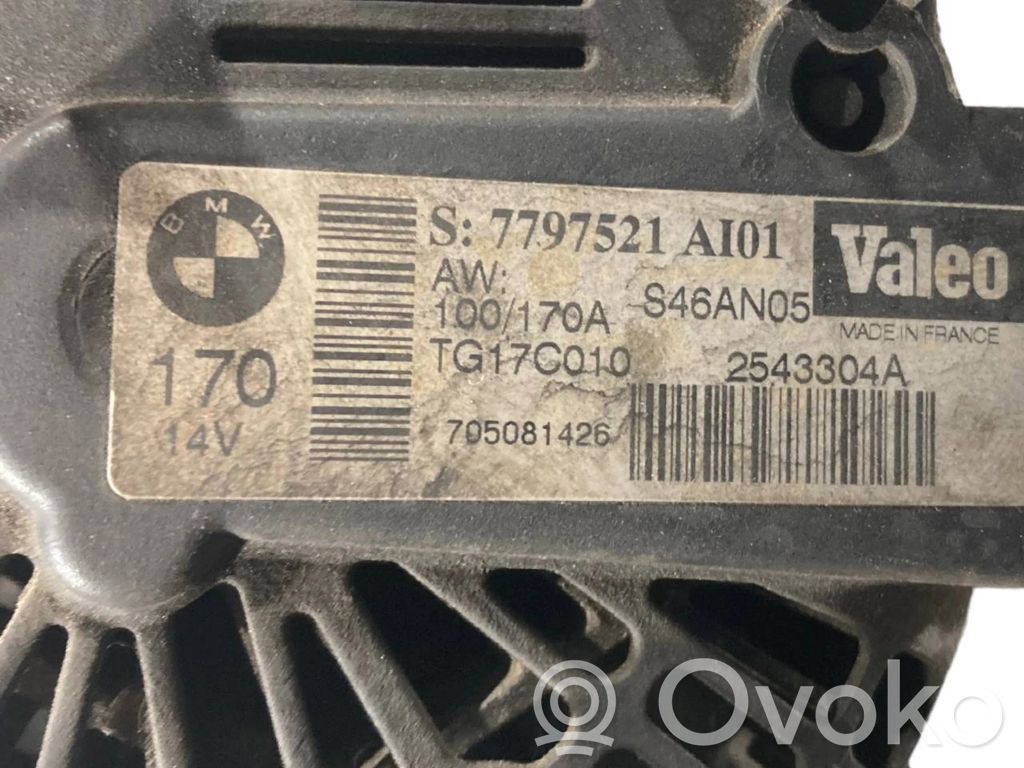 BMW
170
14V
S: 7797521 AI01
AW:
100/170A S46AN05
TG17C010 2543304A
705081426
Valeo
MADE IN FRANCE
Ovoko